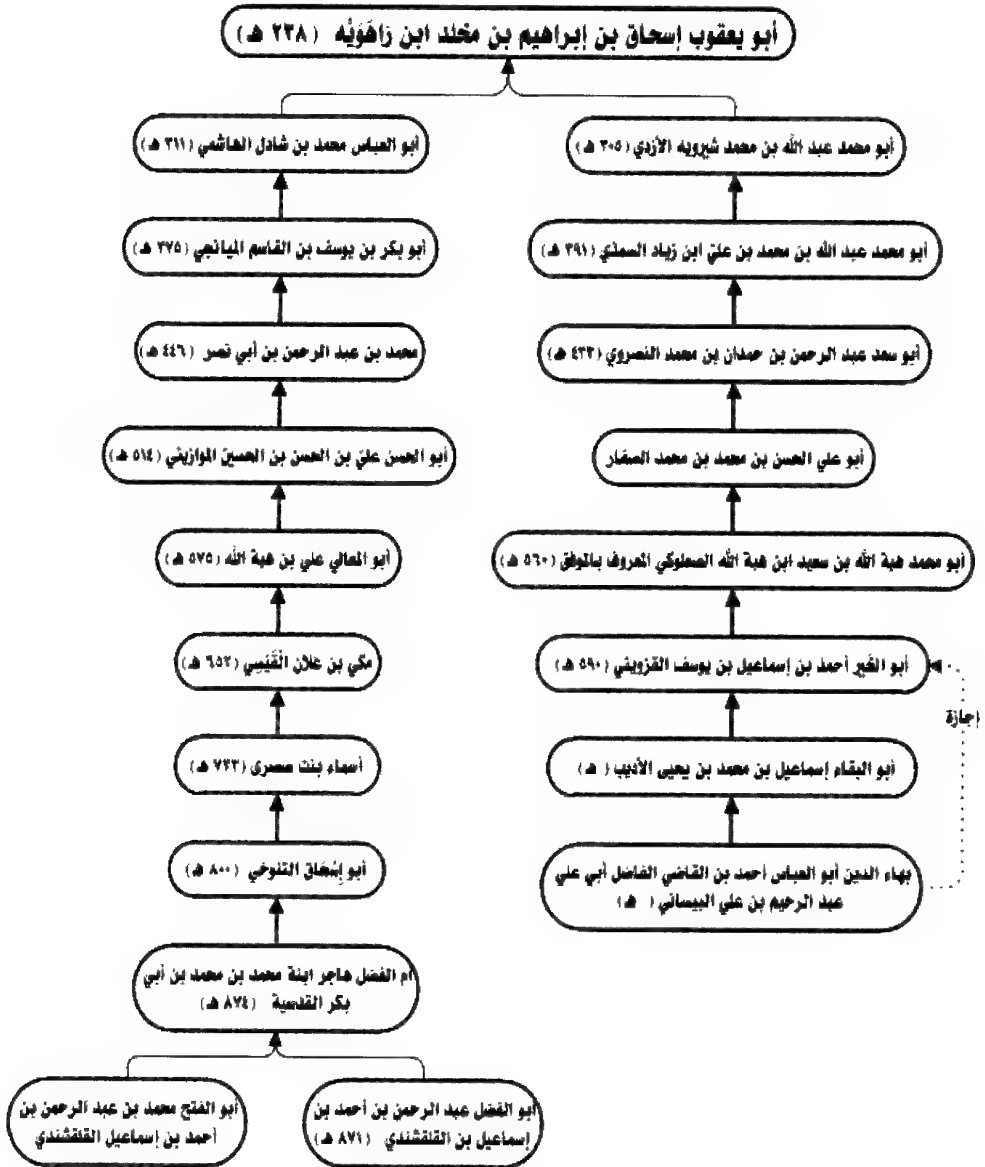 أبو يعقوب إسحاق بن إبراهيم بن مخلد ابن رَاهَوَيْه (٢٣٨ هـ)
أبو محمد عبد الله بن محمد شيرويه الأزدي (٣٠٥ هـ)
أبو محمد عبد الله بن محمد بن عليّ ابن زياد السمذي (٣٩١ هـ)
أبو سعد عبد الرحمن بن حمدان بن محمد النصروي (٤٣٣ هـ)
أبو علي الحسن بن محمد بن محمد الصفار
أبو محمد هبة الله بن سعيد ابن هبة الله الصعلوكي المعروف بالموفق (٥٦٠ هـ)
أبو الخَير أحمد بن إسماعيل بن يوسف القزويني (٥٩٠ هـ)
إجازة
أبو البقاء إسماعيل بن محمد بن يحيى الأديب ( هـ)
بهاء الدين أبو العباس أحمد بن القاضي الفاضل أبي علي
عبد الرحيم بن علي البيساني ( هـ)
أبو العباس محمد بن شادل الهاشمي (٣١١ هـ)
أبو بكر بن يوسف بن القاسم الميانجي (٣٧٥ هـ)
محمد بن عبد الرحمن بن أبي نصر (٤٤٦ هـ)
أبو الحسن عليّ بن الحسن بن الحسين الموازيني (٥١٤ هـ)
أبو المعالي علي بن هبة الله (٥٧٥ هـ)
مكي بن عَلان الْقَيْسِي (٦٥٢ هـ)
أسماء بنت صصرى (٧٣٣ هـ)
أبو إسْحَاق التنوخي (٨٠٠ هـ)
أم الفضل هاجر ابنة محمد بن محمد بن أبي
بكر القدسية (٨٧٤ هـ)
أبو الفضل عبد الرحمن بن أحمد بن
إسماعيل بن القلقشندي (٨٧١ هـ)
أبو الفتح محمد بن عبد الرحمن بن
أحمد بن إسماعيل القلقشندي